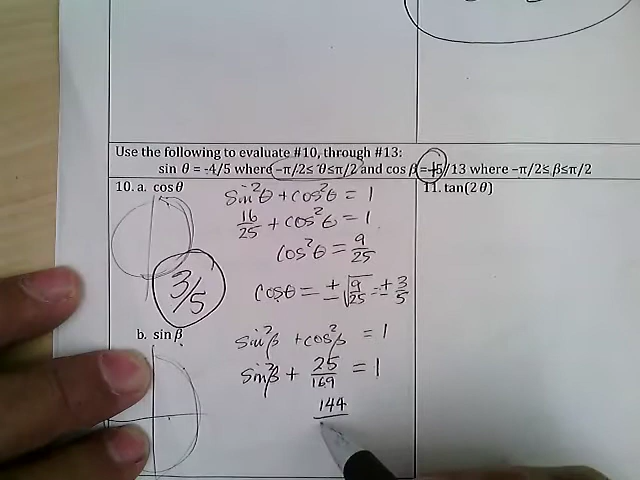 Use the following to evaluate #10, through #13:
sin θ = -4/5 where -π/2≤ θ≤π/2 and cos β = 5/13 where -π/2≤ β≤π/2
10. a. cosθ
sin²θ + cos²θ = 1
16/25 + cos²θ = 1
cos²θ = 9/25
cosθ = ± √9/25 = ± 3/5
3/5
b. sin β
sin²β + cos²β = 1
sin²β + 25/169 = 1
144
11. tan(2θ)